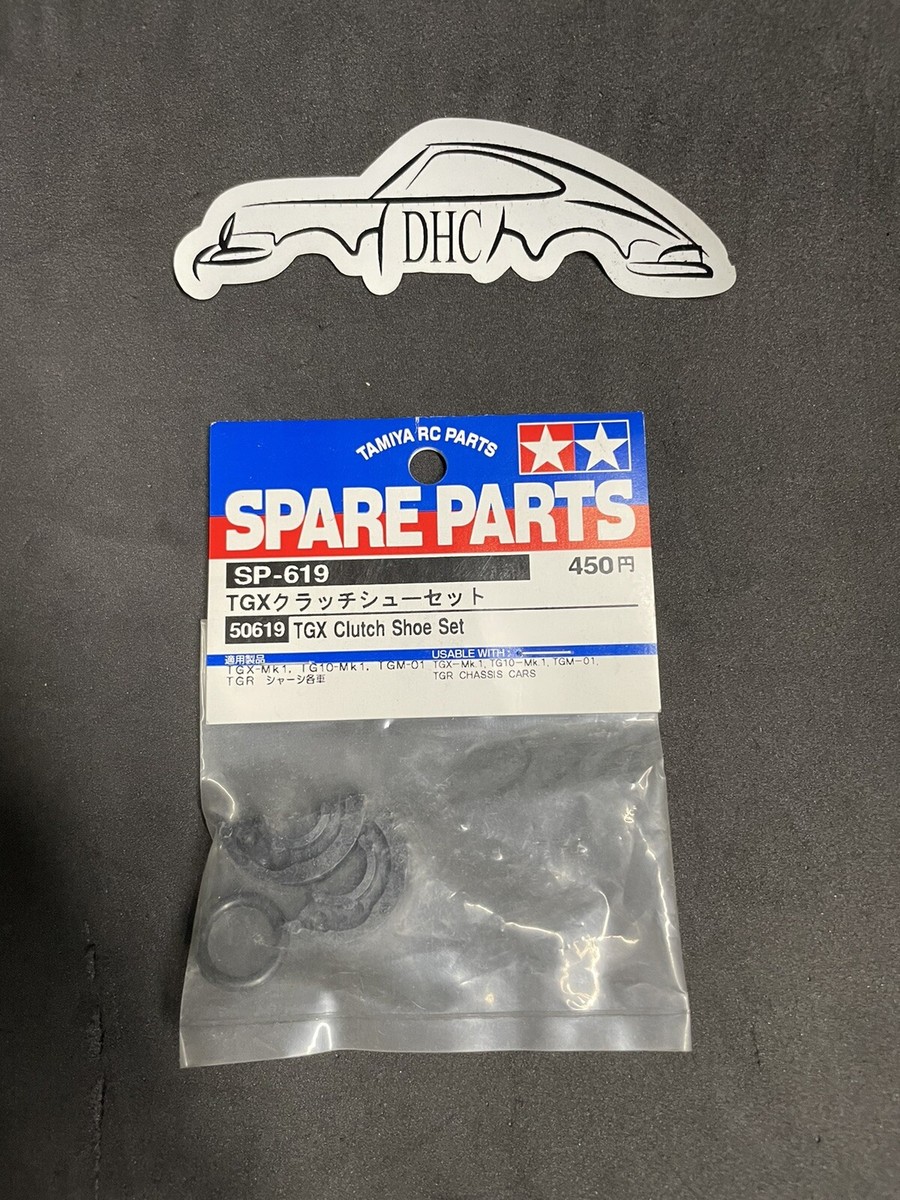 DHC
TAMIYA RC PARTS
SPARE PARTS
SP-619
450円
TGXクラッチシューセット
50619 TGX Clutch Shoe Set
適用製品
USABLE WITH:
TGX-Mk1. TG10-Mk1. TGM-01
TGX-Mk.1, TG10-Mk.1, TGM-01,
TGR シャーシ各車
TGR CHASSIS CARS